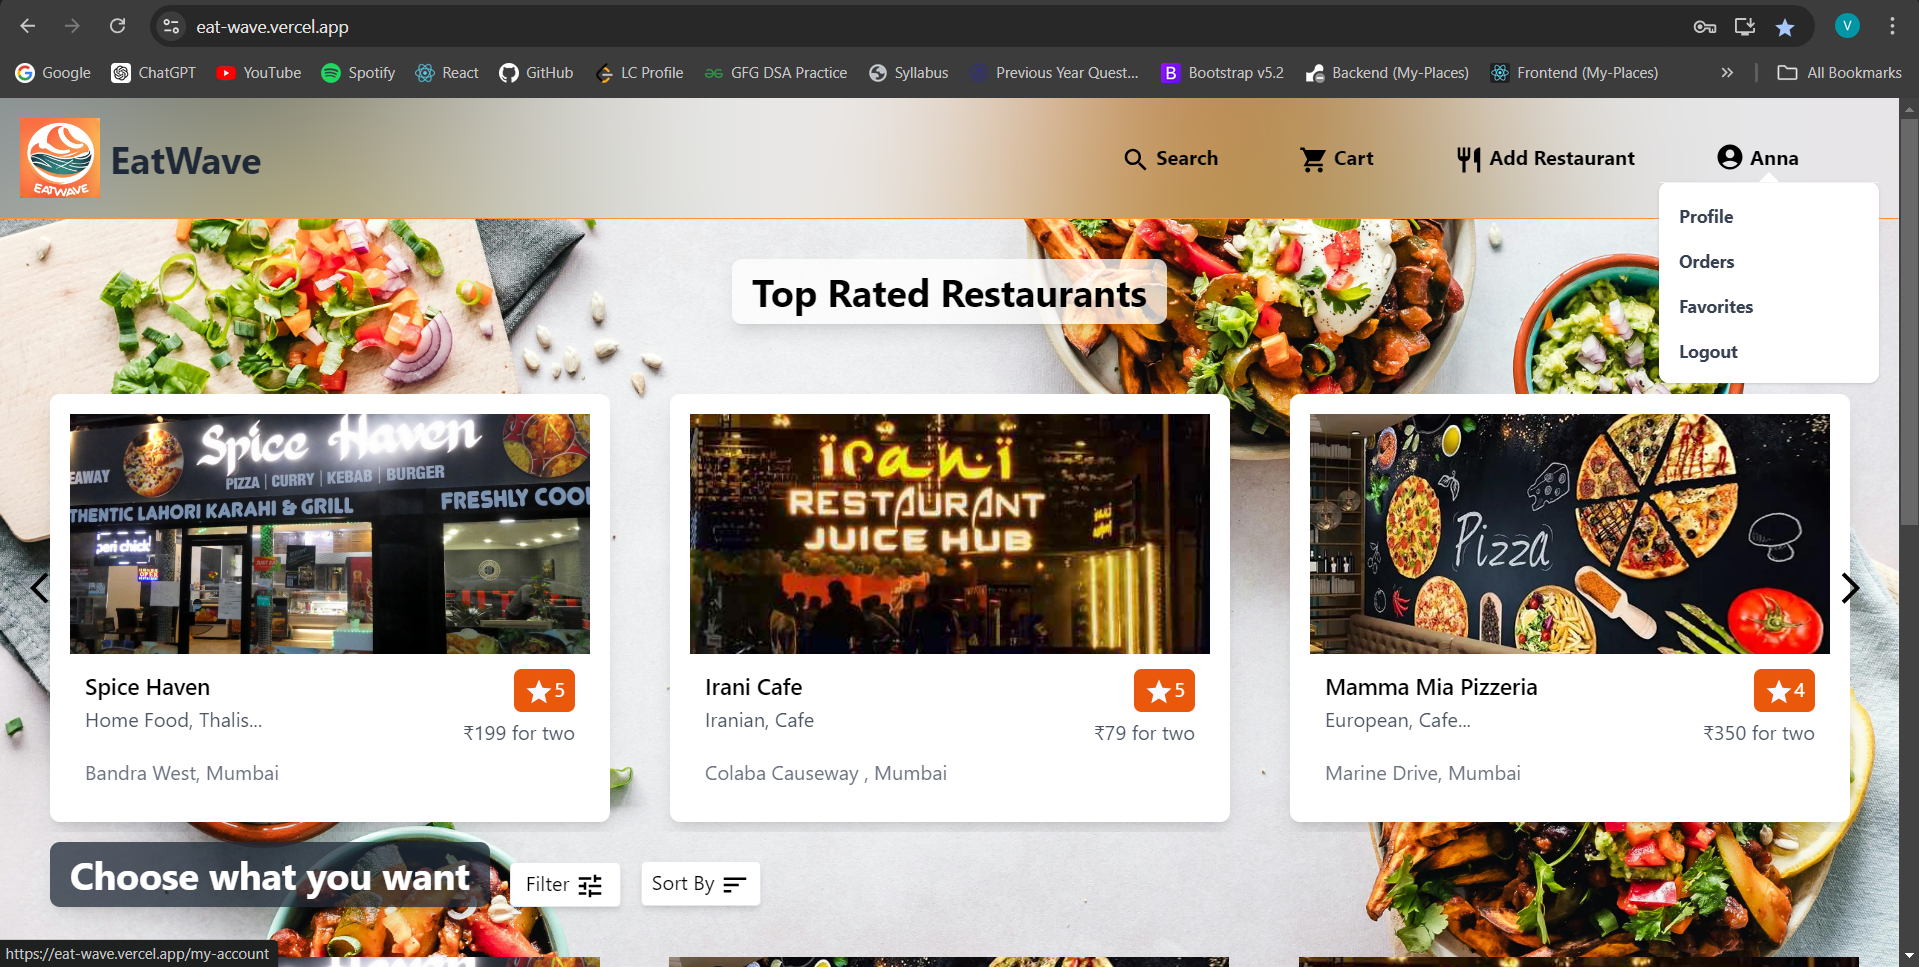 eat-wave.vercel.app
V
Google
ChatGPT
YouTube
Spotify
React
GitHub
LC Profile
GFG DSA Practice
Syllabus
Previous Year Quest...
B
Bootstrap v5.2
Backend (My-Places)
Frontend (My-Places)
All Bookmarks
EATWAVE
EatWave
Search
Cart
Add Restaurant
Anna
Profile
Orders
Favorites
Logout
Top Rated Restaurants
Spice Haven
PIZZA | CURRY | KEBAB | BURGER
EAWAY
THENTIC LAHORI KARAHI & GRILL
FRESHLY COO
peri chick
OPEN
irani
RESTAURANT
JUICE HUB
Pizza
Spice Haven
5
Home Food, Thalis...
₹199 for two
Bandra West, Mumbai
Irani Cafe
5
Iranian, Cafe
₹79 for two
Colaba Causeway , Mumbai
Mamma Mia Pizzeria
4
European, Cafe...
₹350 for two
Marine Drive, Mumbai
Choose what you want
Filter
Sort By
https://eat-wave.vercel.app/my-account